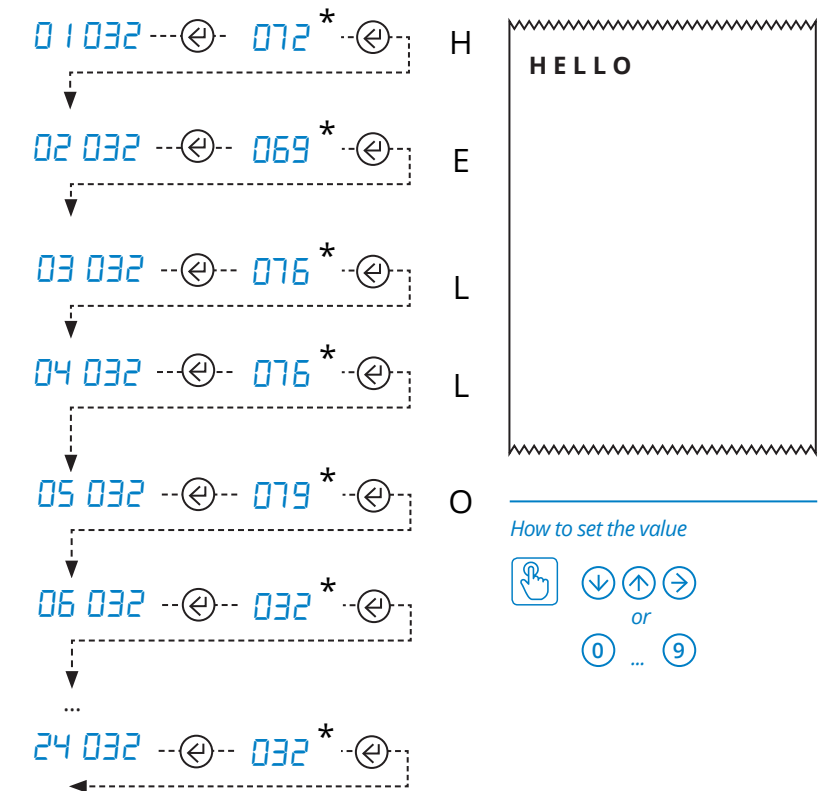 01 032 072* H
02 032 069* E
03 032 076* L
04 032 076* L
05 032 079* O
06 032 032*
...
24 032 032*
HELLO
How to set the value
or
0 ... 9